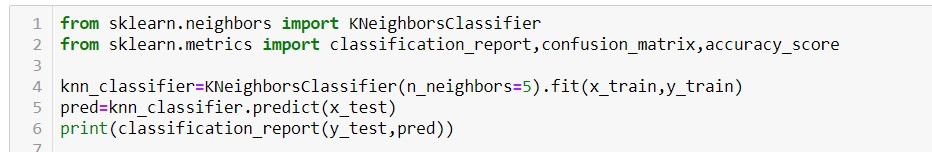 1 from sklearn.neighbors import KNeighborsClassifier
2 from sklearn.metrics import classification_report,confusion_matrix,accuracy_score
3
4 knn_classifier=KNeighborsClassifier(n_neighbors=5).fit(x_train,y_train)
5 pred=knn_classifier.predict(x_test)
6 print(classification_report(y_test,pred))
7